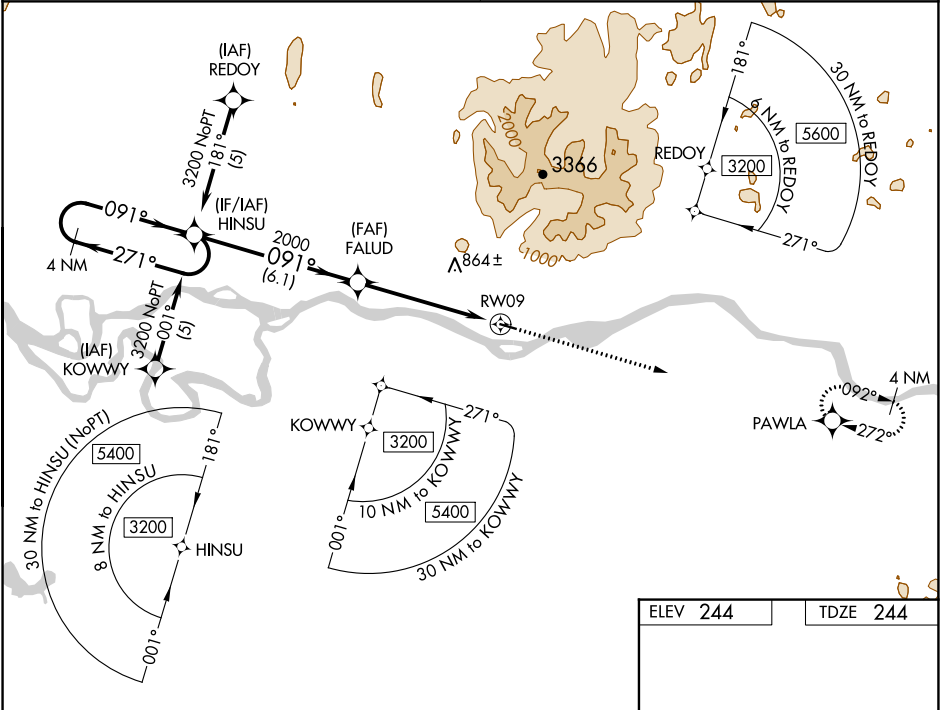 (IAF)
REDOY
3200 NoPT
181°
(5)
(IF/IAF)
HINSU
091°
271°
4 NM
2000
091°
(6.1)
(FAF)
FALUD
3200 NoPT
001°
(5)
(IAF)
KOWWY
2000
3366
1000
864±
RW09
REDOY
181°
6 NM to REDOY
3200
30 NM to REDOY
5600
271°
PAWLA
092°
272°
4 NM
30 NM to HINSU (NoPT)
5400
8 NM to HINSU
3200
181°
HINSU
001°
KOWWY
271°
3200
10 NM to KOWWY
5400
30 NM to KOWWY
001°
ELEV 244
TDZE 244